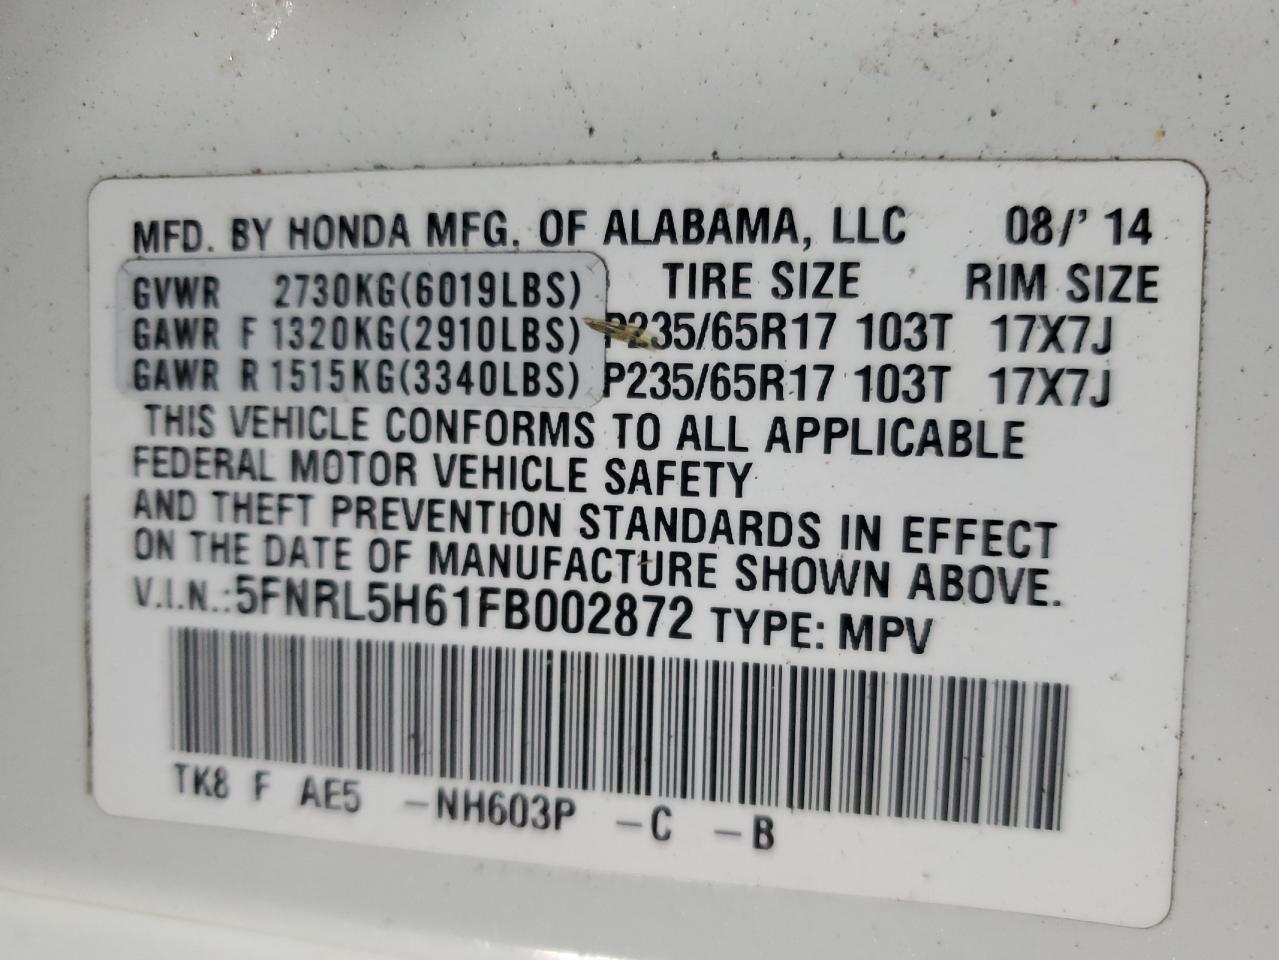 MFD. BY HONDA MFG. OF ALABAMA, LLC 08/' 14
GVWR 2730KG(6019LBS) TIRE SIZE RIM SIZE
GAWR F 1320KG(2910LBS) P235/65R17 103T 17X7J
GAWR R 1515KG(3340LBS) P235/65R17 103T 17X7J
THIS VEHICLE CONFORMS TO ALL APPLICABLE
FEDERAL MOTOR VEHICLE SAFETY
AND THEFT PREVENTION STANDARDS IN EFFECT
ON THE DATE OF MANUFACTURE SHOWN ABOVE.
V.I.N.:5FNRL5H61FB002872 TYPE: MPV
TK8 F AE5 -NH603P -C -B